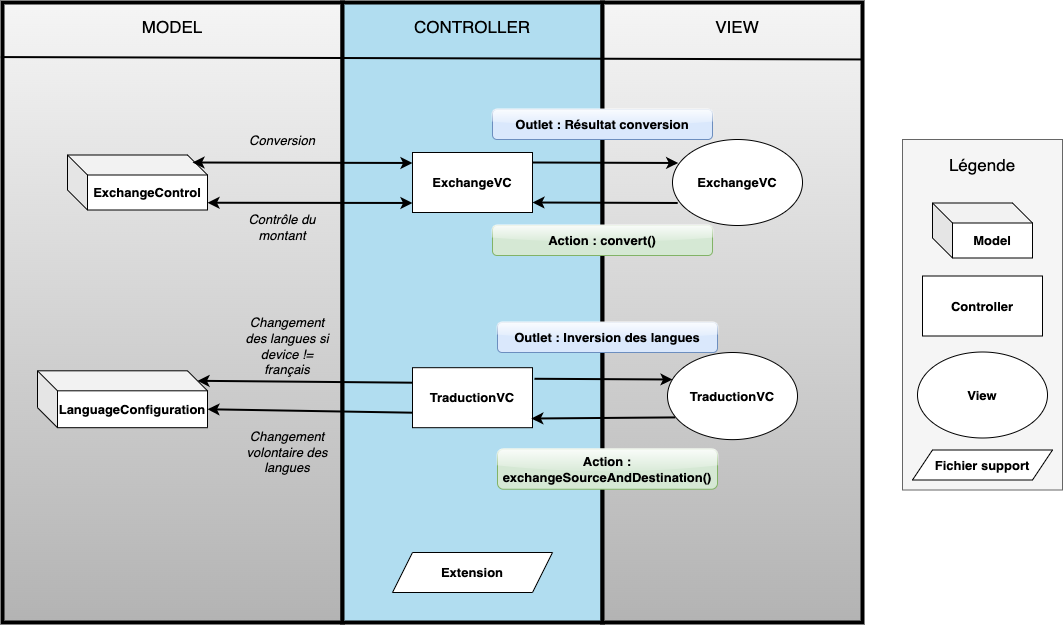 MODEL
CONTROLLER
VIEW
Outlet : Résultat conversion
Conversion
ExchangeControl
ExchangeVC
ExchangeVC
Contrôle du
montant
Action : convert()
Changement
des langues si
device !=
français
Outlet : Inversion des langues
LanguageConfiguration
TraductionVC
TraductionVC
Changement
volontaire des
langues
Action :
exchangeSourceAndDestination()
Extension
Légende
Model
Controller
View
Fichier support